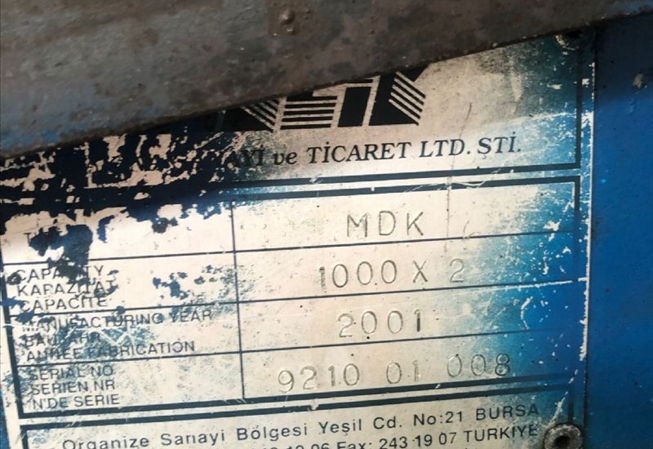 ve TİCARET LTD. ŞTİ.
MDK
CAPACITY
KAPAZITAT
CAPACITE
1000 X 2
MANUFACTURING YEAR
BAUJAHR
ANNEE FABRICATION
2001
SERIAL NO
SERIEN NR
N'DE SERIE
9210 01 008
Organize Sanayi Bölgesi Yeşil Cd. No:21 BURSA
Fax: 243 19 07 TURKIYE